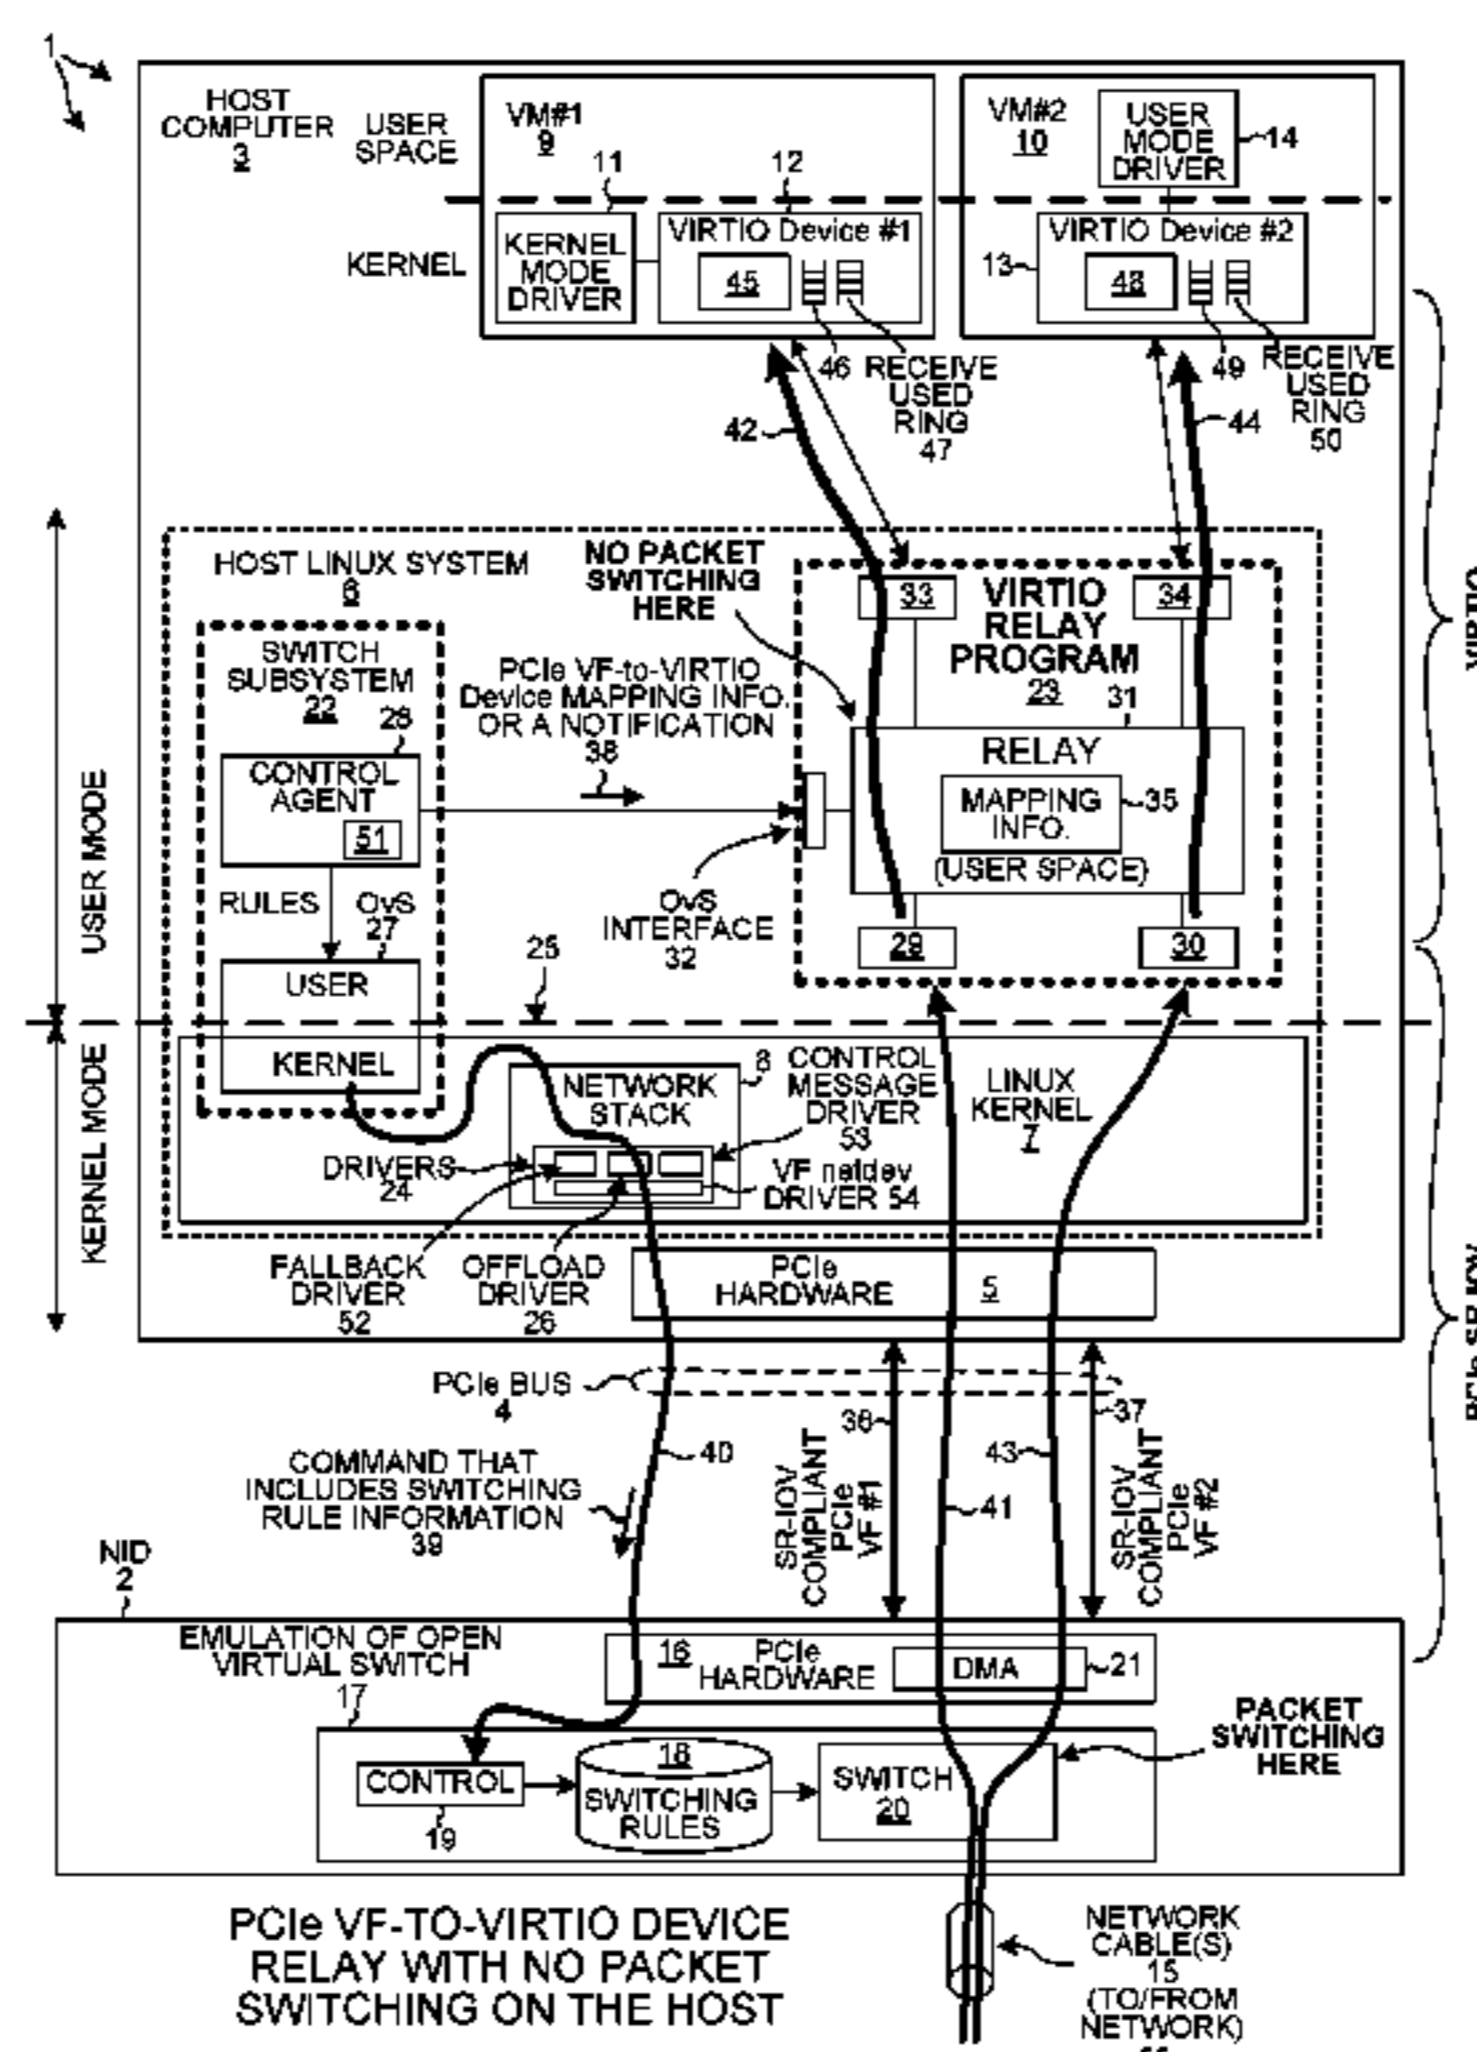 1
HOST
COMPUTER
3
USER
SPACE
VM#1
9
VM#2
10
USER
MODE
DRIVER
14
11
12
KERNEL
KERNEL
MODE
DRIVER
VIRTIO Device #1
45
VIRTIO Device #2
13
48
46
RECEIVE
USED
RING
47
49
RECEIVE
USED
RING
50
42
44
VIRTIO
HOST LINUX SYSTEM
6
NO PACKET
SWITCHING
HERE
33
34
VIRTIO
RELAY
PROGRAM
23
SWITCH
SUBSYSTEM
22
28
PCIe VF-to-VIRTIO
Device MAPPING INFO.
OR A NOTIFICATION
38
31
RELAY
CONTROL
AGENT
51
MAPPING
INFO.
35
(USER SPACE)
USER MODE
RULES
OvS
27
OvS
INTERFACE
32
29
30
USER
25
KERNEL MODE
KERNEL
NETWORK
STACK
8
CONTROL
MESSAGE
DRIVER
53
LINUX
KERNEL
7
DRIVERS
24
VF netdev
DRIVER 54
FALLBACK
DRIVER
52
OFFLOAD
DRIVER
26
PCIe
HARDWARE
5
PCIe BUS
4
36
37
40
43
41
SR-IOV
COMPLIANT
PCIe
VF #1
SR-IOV
COMPLIANT
PCIe
VF #2
COMMAND THAT
INCLUDES SWITCHING
RULE INFORMATION
39
NID
2
EMULATION OF OPEN
VIRTUAL SWITCH
17
16
PCIe
HARDWARE
DMA
21
PACKET
SWITCHING
HERE
CONTROL
19
18
SWITCHING
RULES
SWITCH
20
PCIe VF-TO-VIRTIO DEVICE
RELAY WITH NO PACKET
SWITCHING ON THE HOST
NETWORK
CABLE(S)
15
(TO/FROM
NETWORK)